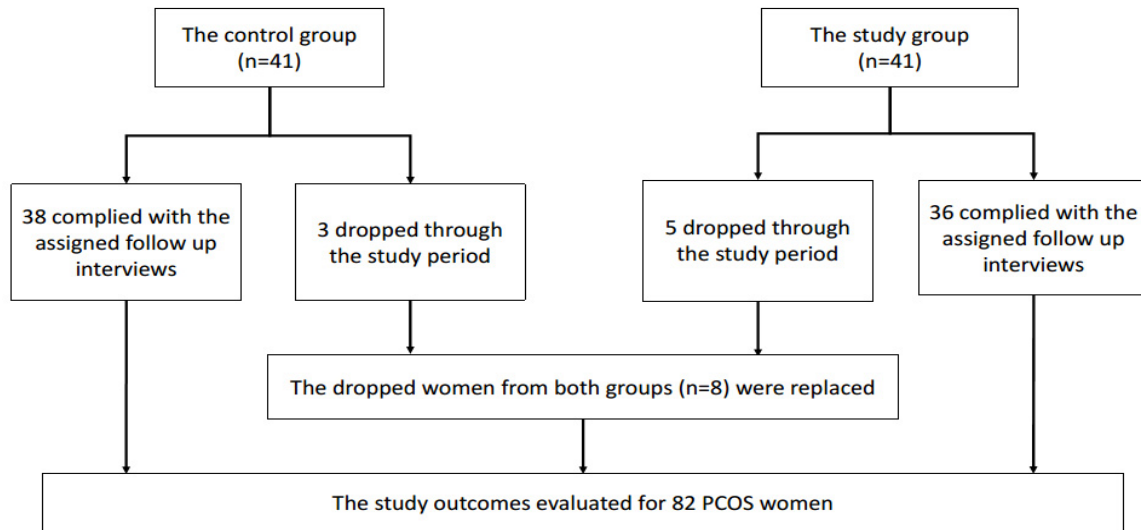 The control group
(n=41)
The study group
(n=41)
38 complied with the
assigned follow up
interviews
3 dropped through
the study period
5 dropped through
the study period
36 complied with the
assigned follow up
interviews
The dropped women from both groups (n=8) were replaced
The study outcomes evaluated for 82 PCOS women